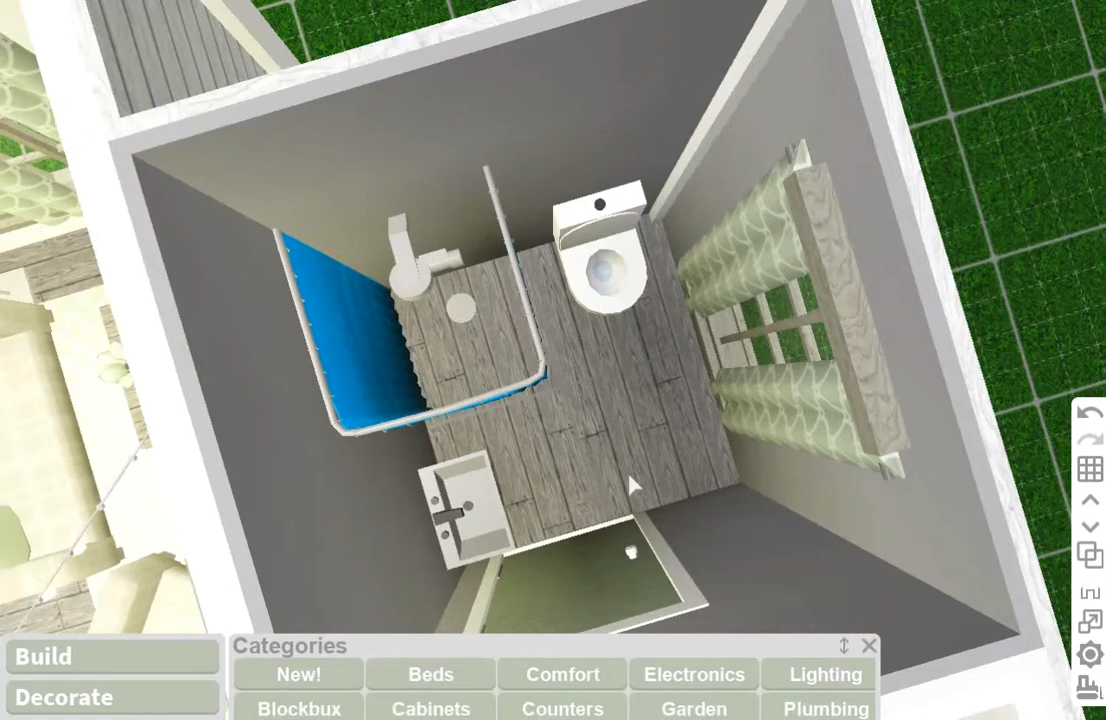 Build
Decorate
Categories
New! Beds Comfort Electronics Lighting
Blockbux Cabinets Counters Garden Plumbing